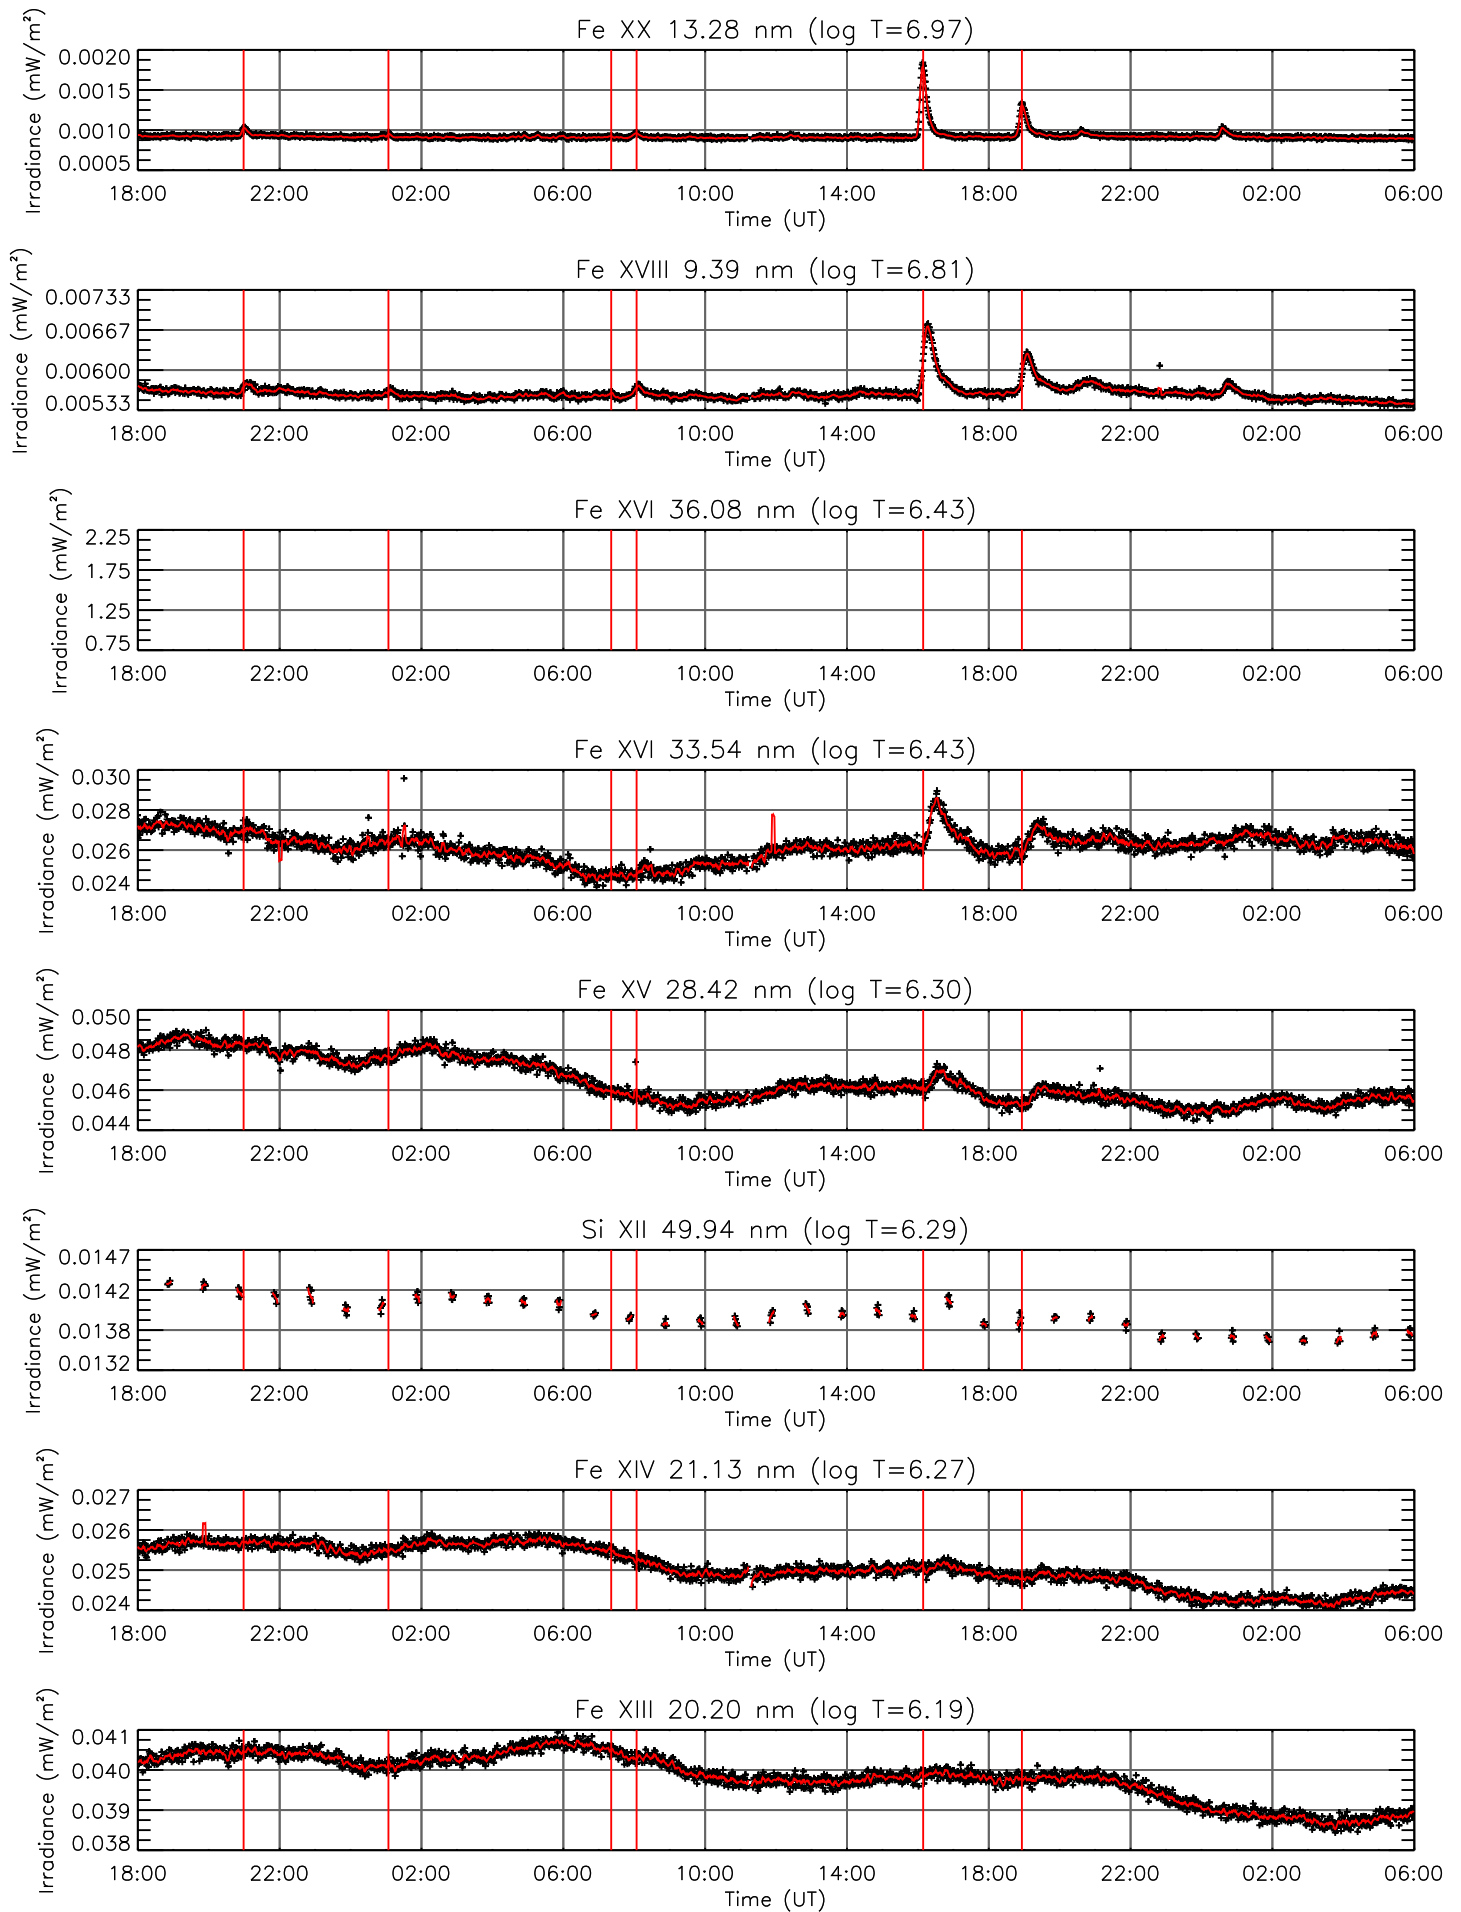 Fe XX 13.28 nm (log T=6.97)
Irradiance (mW/m²)
0.0020
0.0015
0.0010
0.0005
18:00 22:00 02:00 06:00 10:00 14:00 18:00 22:00 02:00 06:00
Time (UT)
Fe XVIII 9.39 nm (log T=6.81)
Irradiance (mW/m²)
0.00733
0.00667
0.00600
0.00533
18:00 22:00 02:00 06:00 10:00 14:00 18:00 22:00 02:00 06:00
Time (UT)
Fe XVI 36.08 nm (log T=6.43)
Irradiance (mW/m²)
2.25
1.75
1.25
0.75
18:00 22:00 02:00 06:00 10:00 14:00 18:00 22:00 02:00 06:00
Time (UT)
Fe XVI 33.54 nm (log T=6.43)
Irradiance (mW/m²)
0.030
0.028
0.026
0.024
18:00 22:00 02:00 06:00 10:00 14:00 18:00 22:00 02:00 06:00
Time (UT)
Fe XV 28.42 nm (log T=6.30)
Irradiance (mW/m²)
0.050
0.048
0.046
0.044
18:00 22:00 02:00 06:00 10:00 14:00 18:00 22:00 02:00 06:00
Time (UT)
Si XII 49.94 nm (log T=6.29)
Irradiance (mW/m²)
0.0147
0.0142
0.0138
0.0132
18:00 22:00 02:00 06:00 10:00 14:00 18:00 22:00 02:00 06:00
Time (UT)
Fe XIV 21.13 nm (log T=6.27)
Irradiance (mW/m²)
0.027
0.026
0.025
0.024
18:00 22:00 02:00 06:00 10:00 14:00 18:00 22:00 02:00 06:00
Time (UT)
Fe XIII 20.20 nm (log T=6.19)
Irradiance (mW/m²)
0.041
0.040
0.039
0.038
18:00 22:00 02:00 06:00 10:00 14:00 18:00 22:00 02:00 06:00
Time (UT)